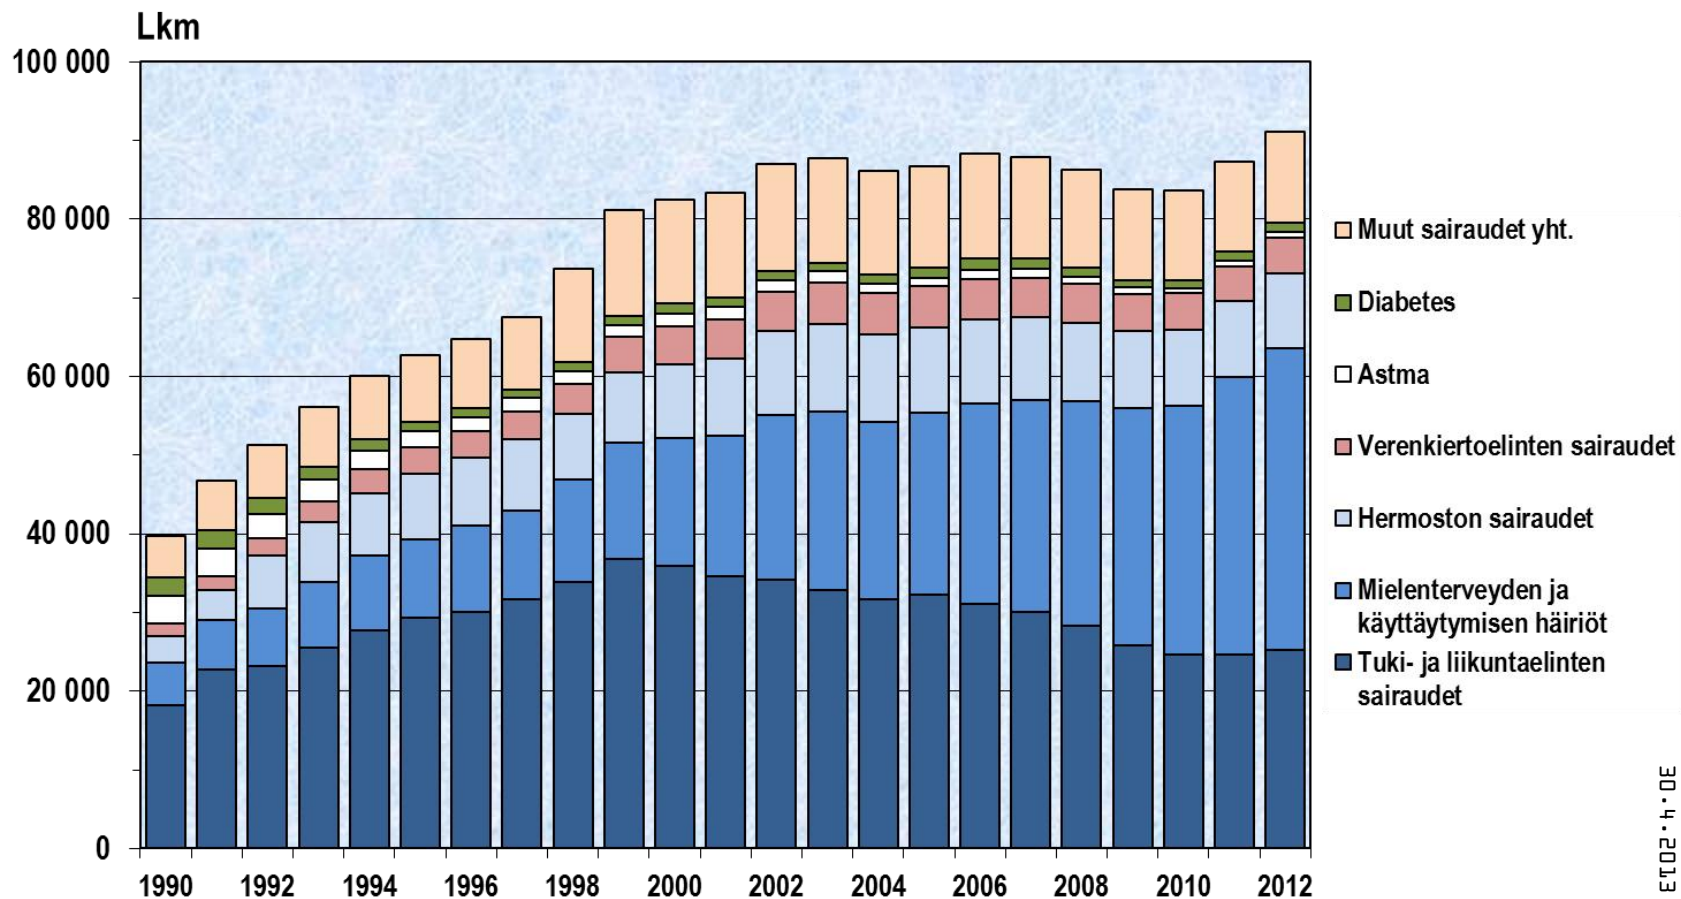 Lkm
100 000
80 000
60 000
40 000
20 000
0
1990 1992 1994 1996 1998 2000 2002 2004 2006 2008 2010 2012
Muut sairaudet yht.
Diabetes
Astma
Verenkiertoelinten sairaudet
Hermoston sairaudet
Mielenterveyden ja
käyttäytymisen häiriöt
Tuki- ja liikuntaelinten
sairaudet
30.4.2013